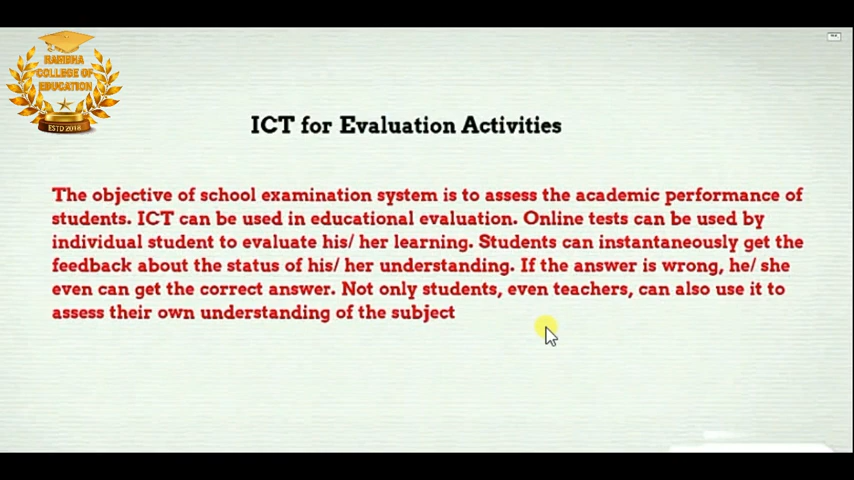 RAHBHA
COLLEGE OF
EDUCATION
ESTD 2018
ICT for Evaluation Activities
The objective of school examination system is to assess the academic performance of
students. ICT can be used in educational evaluation. Online tests can be used by
individual student to evaluate his/ her learning. Students can instantaneously get the
feedback about the status of his/ her understanding. If the answer is wrong, he/ she
even can get the correct answer. Not only students, even teachers, can also use it to
assess their own understanding of the subject